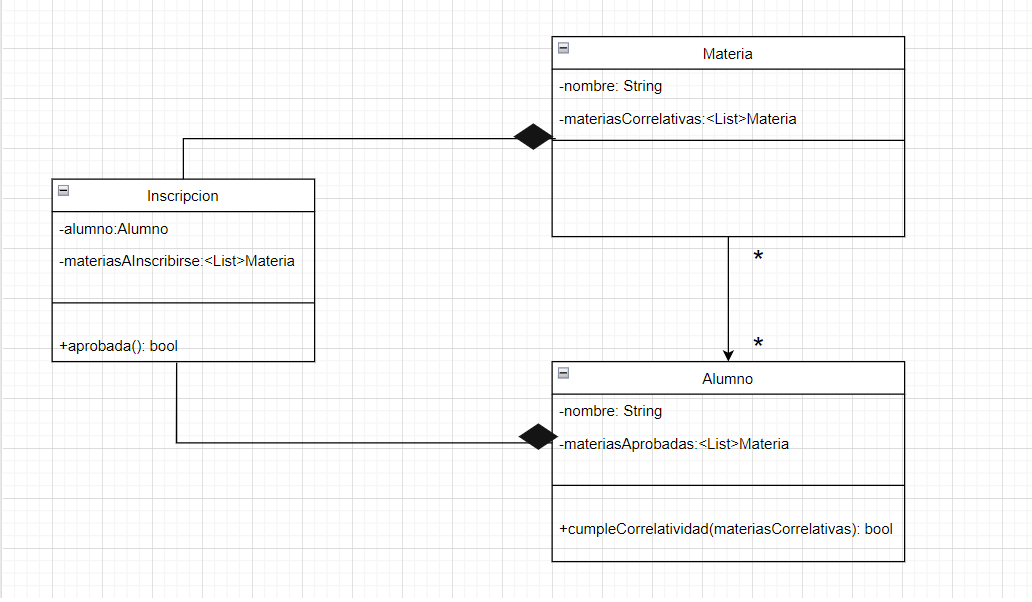 Materia
-nombre: String
-materiasCorrelativas:<List>Materia
Inscripcion
-alumno:Alumno
-materiasAInscribirse:<List>Materia
+aprobada(): bool
*
*
Alumno
-nombre: String
-materiasAprobadas:<List>Materia
+cumpleCorrelatividad(materiasCorrelativas): bool